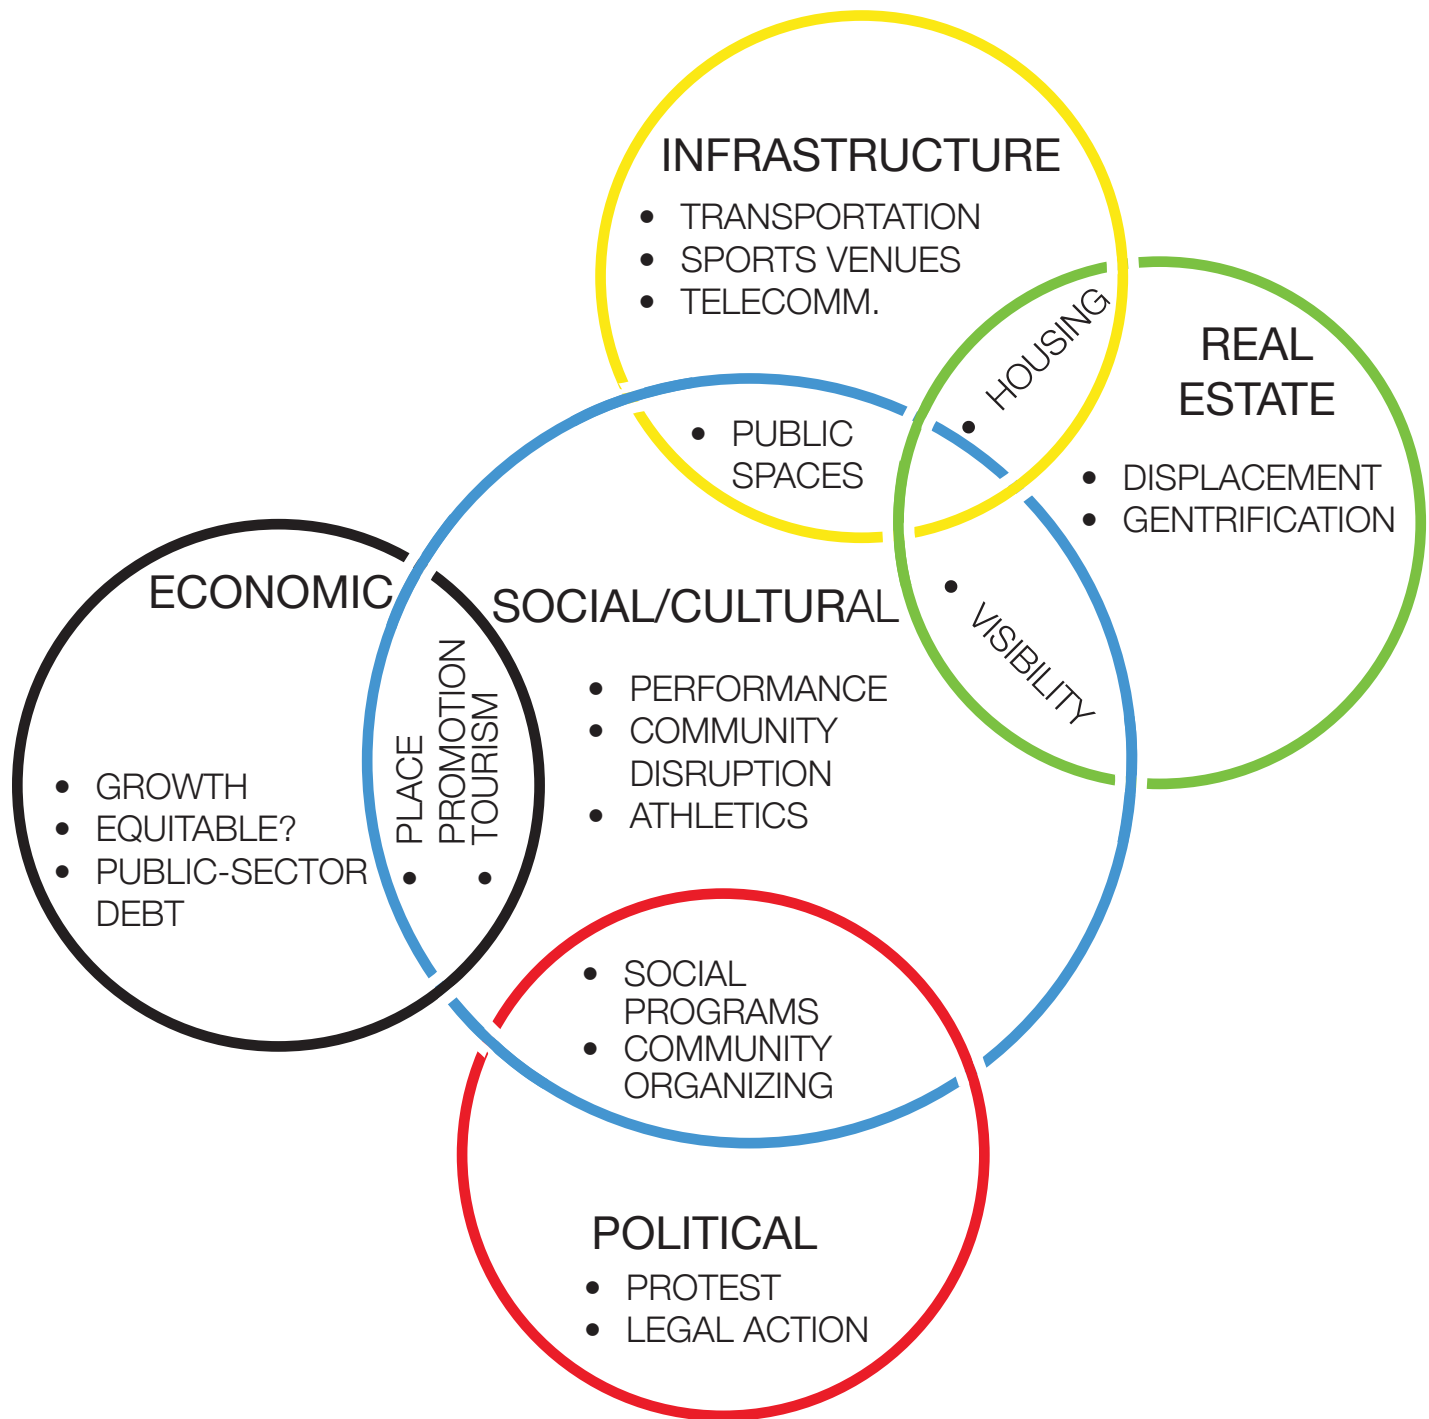 INFRASTRUCTURE
• TRANSPORTATION
• SPORTS VENUES
• TELECOMM.
• HOUSING
REAL
ESTATE
• DISPLACEMENT
• GENTRIFICATION
• PUBLIC
SPACES
• VISIBILITY
ECONOMIC
• GROWTH
• EQUITABLE?
• PUBLIC-SECTOR
DEBT
• PLACE
PROMOTION
• TOURISM
SOCIAL/CULTURAL
• PERFORMANCE
• COMMUNITY
DISRUPTION
• ATHLETICS
• SOCIAL
PROGRAMS
• COMMUNITY
ORGANIZING
POLITICAL
• PROTEST
• LEGAL ACTION